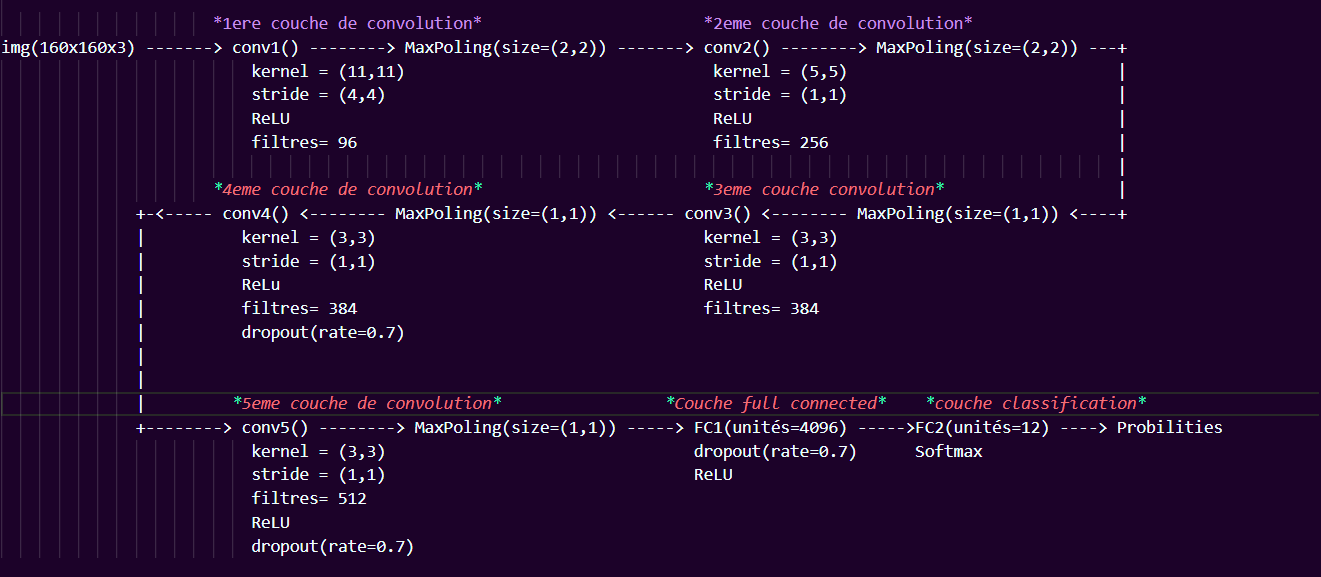 *1ere couche de convolution* *2eme couche de convolution*
img(160x160x3) -------> conv1() --------> MaxPoling(size=(2,2)) -------> conv2() --------> MaxPoling(size=(2,2)) ---+
kernel = (11,11) kernel = (5,5) |
stride = (4,4) stride = (1,1) |
ReLU ReLU |
filtres= 96 filtres= 256 |
|
*4eme couche de convolution* *3eme couche convolution* |
+-<----- conv4() <-------- MaxPoling(size=(1,1)) <------ conv3() <-------- MaxPoling(size=(1,1)) <----+
| kernel = (3,3) kernel = (3,3)
| stride = (1,1) stride = (1,1)
| ReLu ReLU
| filtres= 384 filtres= 384
| dropout(rate=0.7)
|
|
| *5eme couche de convolution* *Couche full connected* *couche classification*
+--------> conv5() --------> MaxPoling(size=(1,1)) -----> FC1(unités=4096) ----->FC2(unités=12) ----> Probilities
kernel = (3,3) dropout(rate=0.7) Softmax
stride = (1,1) ReLU
filtres= 512
ReLU
dropout(rate=0.7)